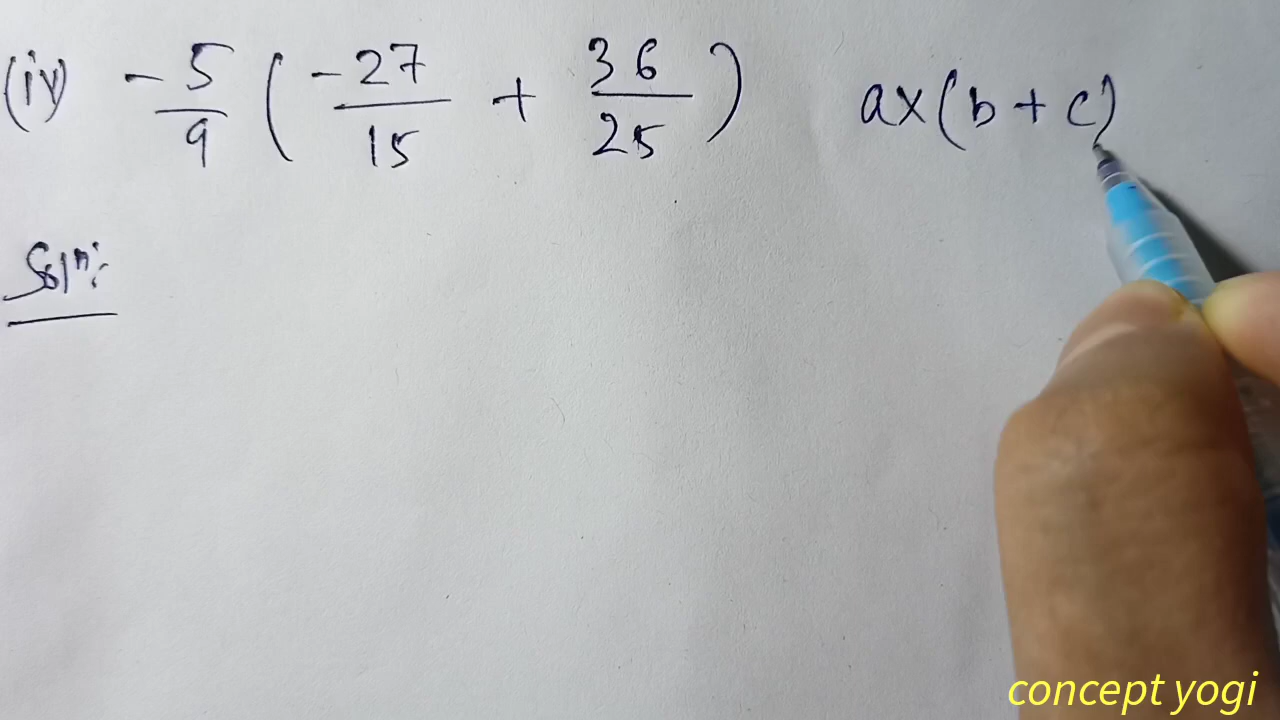 (iv) -5/9 ( -27/15 + 36/25 ) a×(b + c)
Solⁿ:
concept yogi